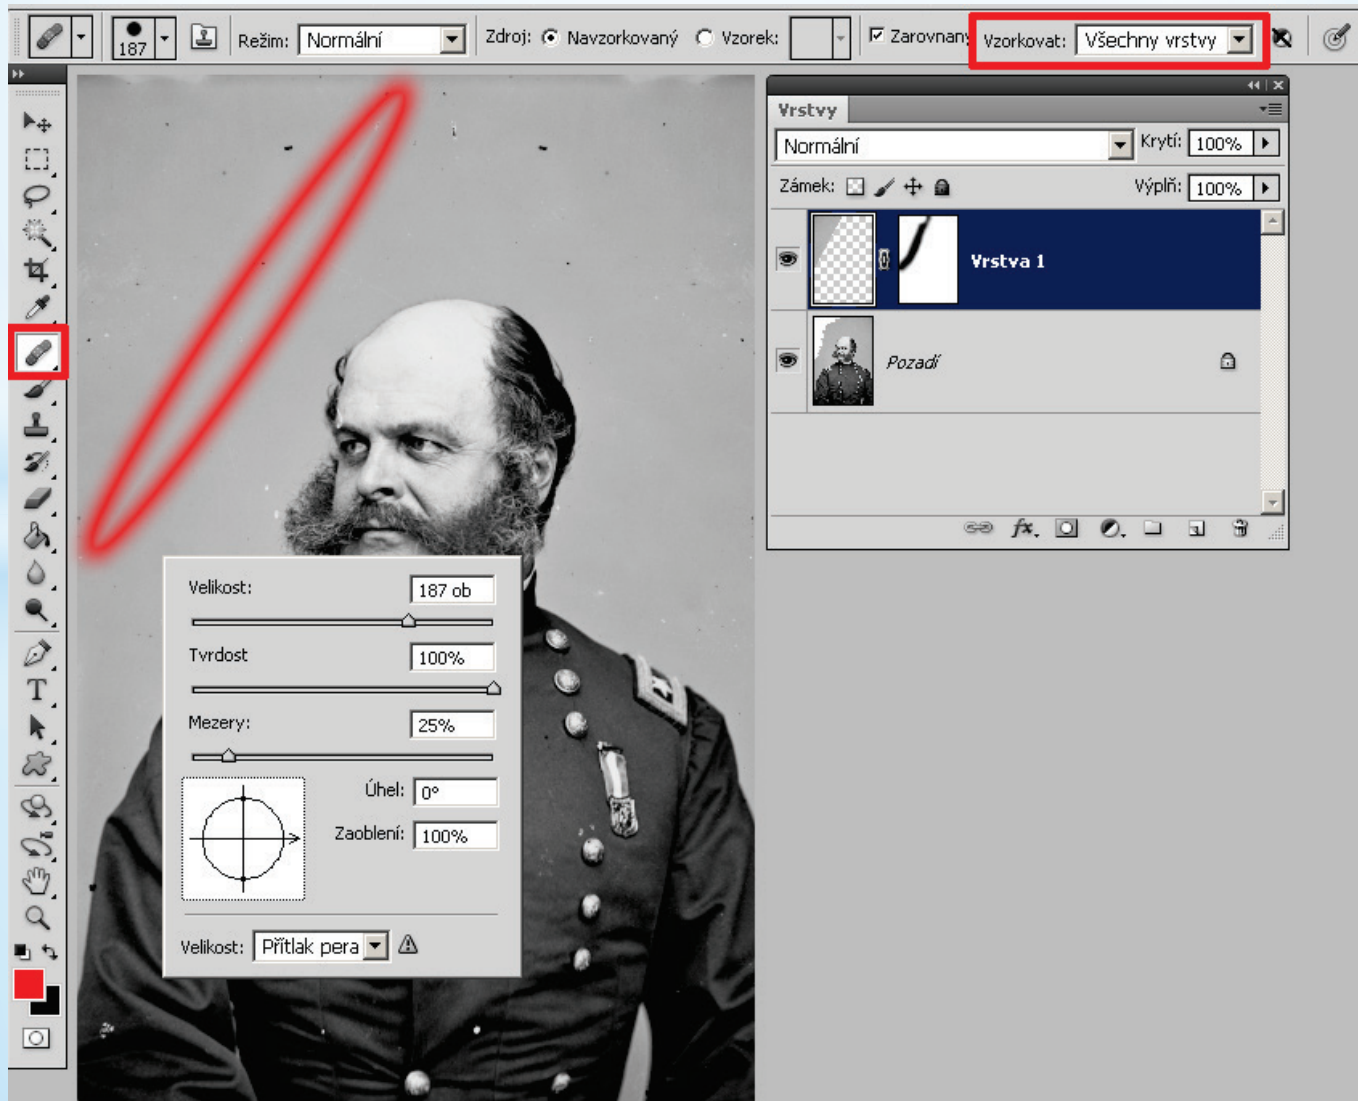 187 Režim: Normální Zdroj: Navzorkovaný Vzorek: Zarovnaný Vzorkovat: Všechny vrstvy
Vrstvy
Normální Krytí: 100%
Zámek: Výplň: 100%
Vrstva 1
Pozadí
fx.
T
Velikost: 187 ob
Tvrdost 100%
Mezery: 25%
Úhel: 0°
Zaoblení: 100%
Velikost: Přítlak pera